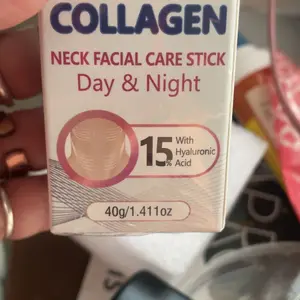 COLLAGEN
NECK FACIAL CARE STICK
Day & Night
15% With
Hyaluronic
Acid
40g/1.411oz